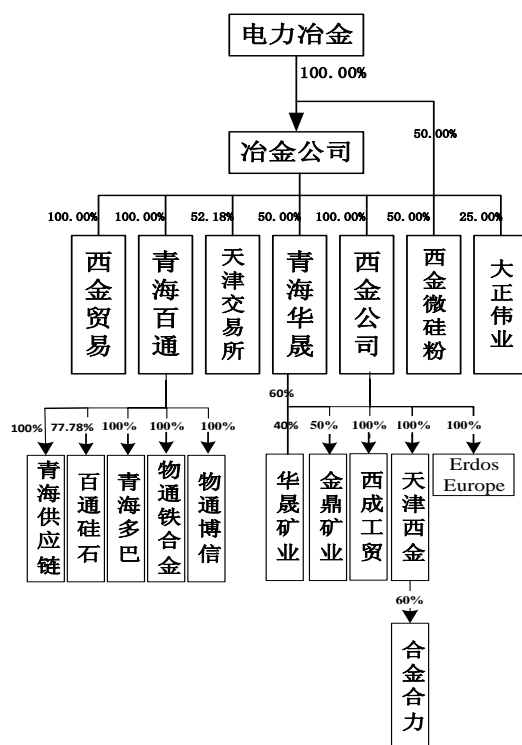 电力冶金
100.00%
50.00%
冶金公司
100.00%
100.00%
52.18%
50.00%
100.00%
50.00%
25.00%
西金贸易
青海百通
天津交易所
青海华晟
西金公司
西金微硅粉
大正伟业
60%
100%
77.78%
100%
100%
100%
40%
50%
100%
100%
100%
青海供应链
百通硅石
青海多巴
物通铁合金
物通博信
华晟矿业
金鼎矿业
西成工贸
天津西金
Erdos
Europe
60%
合金合力